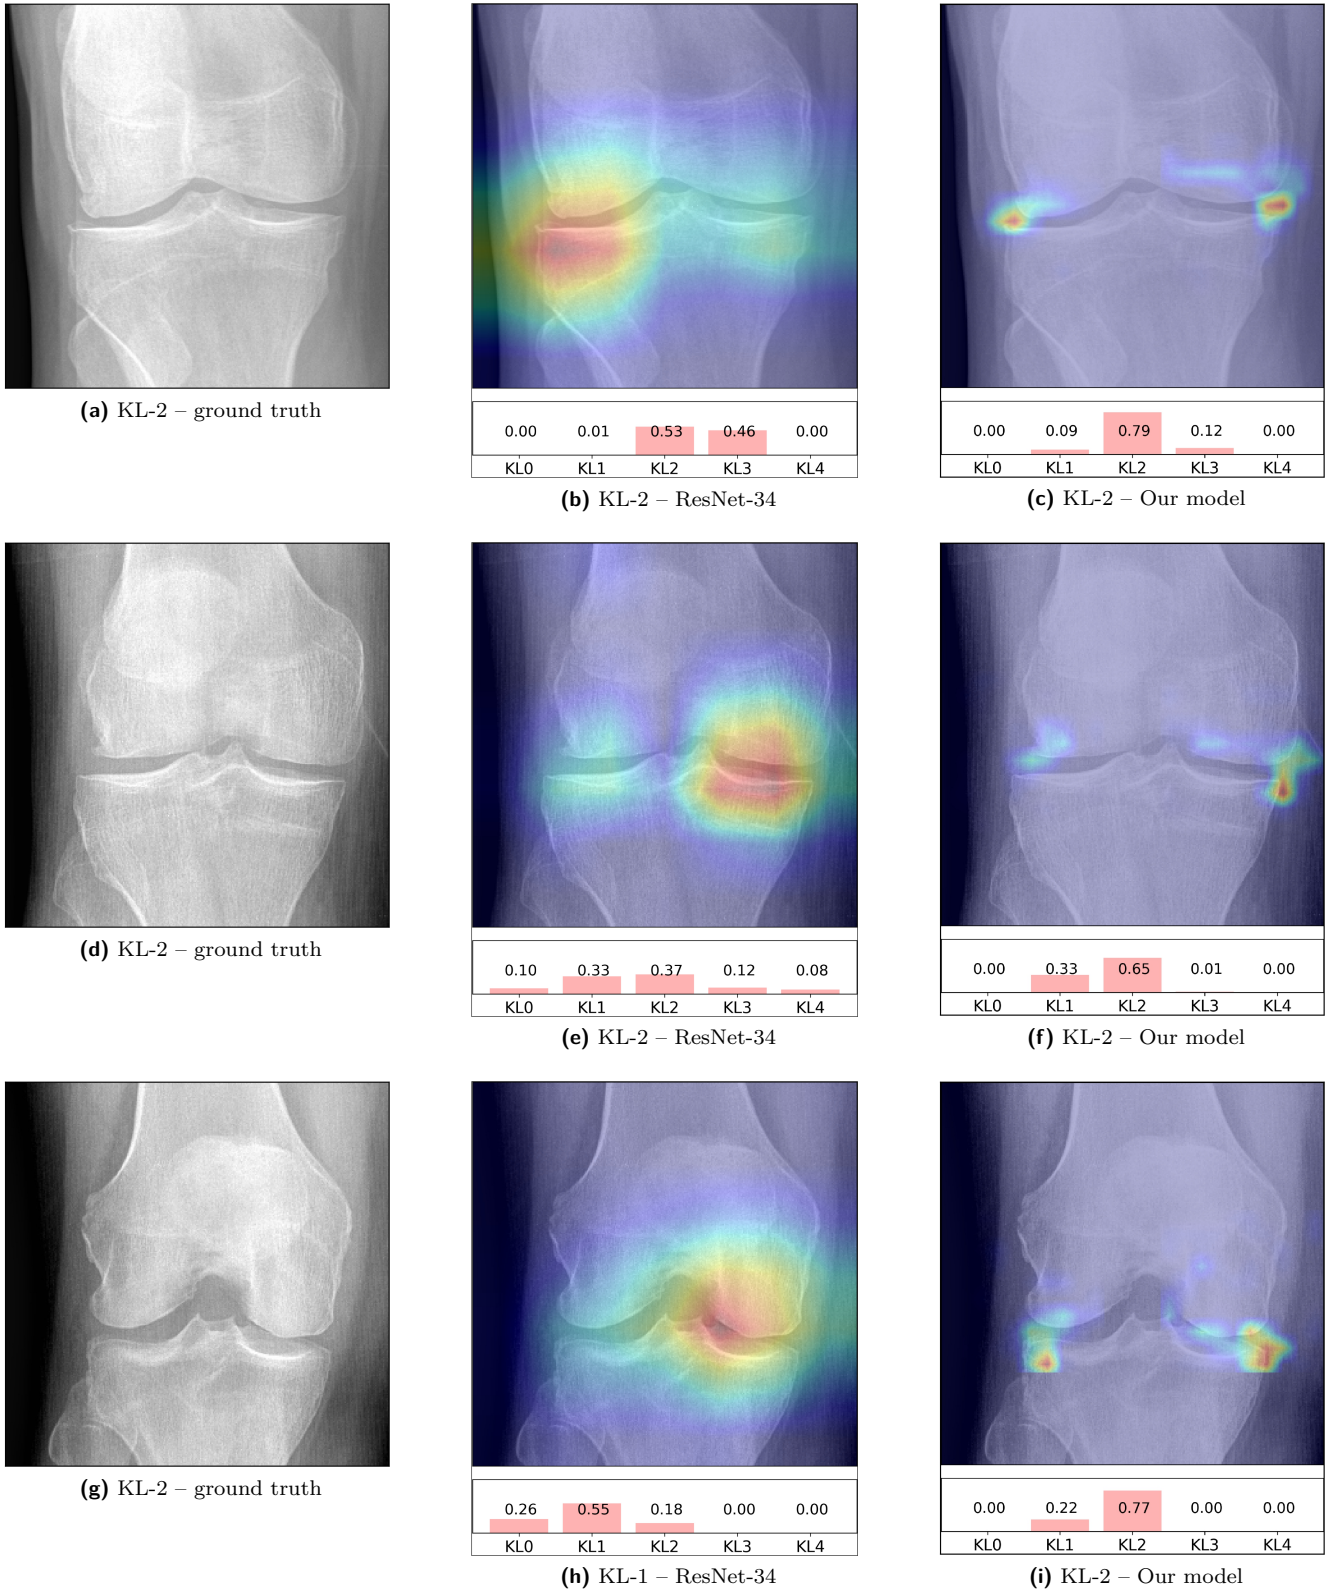 0.00 0.01 0.53 0.46 0.00
KL0 KL1 KL2 KL3 KL4
0.00 0.09 0.79 0.12 0.00
KL0 KL1 KL2 KL3 KL4
(a) KL-2 – ground truth
(b) KL-2 – ResNet-34
(c) KL-2 – Our model
0.10 0.33 0.37 0.12 0.08
KL0 KL1 KL2 KL3 KL4
0.00 0.33 0.65 0.01 0.00
KL0 KL1 KL2 KL3 KL4
(d) KL-2 – ground truth
(e) KL-2 – ResNet-34
(f) KL-2 – Our model
0.26 0.55 0.18 0.00 0.00
KL0 KL1 KL2 KL3 KL4
0.00 0.22 0.77 0.00 0.00
KL0 KL1 KL2 KL3 KL4
(g) KL-2 – ground truth
(h) KL-1 – ResNet-34
(i) KL-2 – Our model